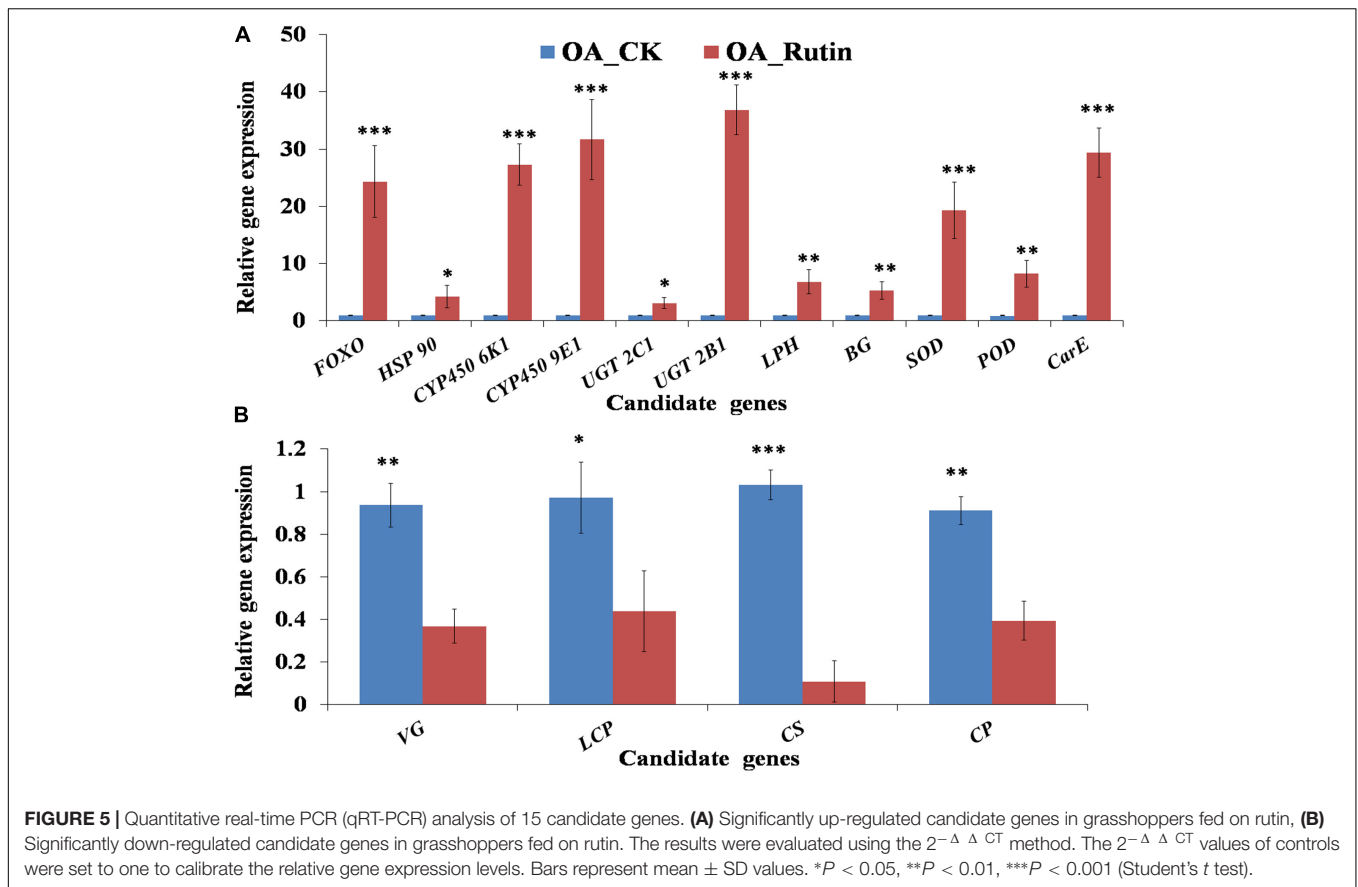 A
50
40
30
20
10
0
Relative gene expression
OA_CK OA_Rutin
*** * *** *** * *** ** ** *** ** ***
FOXO HSP 90 CYP450 6K1 CYP450 9E1 UGT 2C1 UGT 2B1 LPH BG SOD POD CarE
Candidate genes
B
1.2
1
0.8
0.6
0.4
0.2
0
Relative gene expression
** * *** **
VG LCP CS CP
Candidate genes
FIGURE 5 | Quantitative real-time PCR (qRT-PCR) analysis of 15 candidate genes. (A) Significantly up-regulated candidate genes in grasshoppers fed on rutin, (B)
Significantly down-regulated candidate genes in grasshoppers fed on rutin. The results were evaluated using the 2^−Δ Δ CT method. The 2^−Δ Δ CT values of controls
were set to one to calibrate the relative gene expression levels. Bars represent mean ± SD values. *P < 0.05, **P < 0.01, ***P < 0.001 (Student's t test).